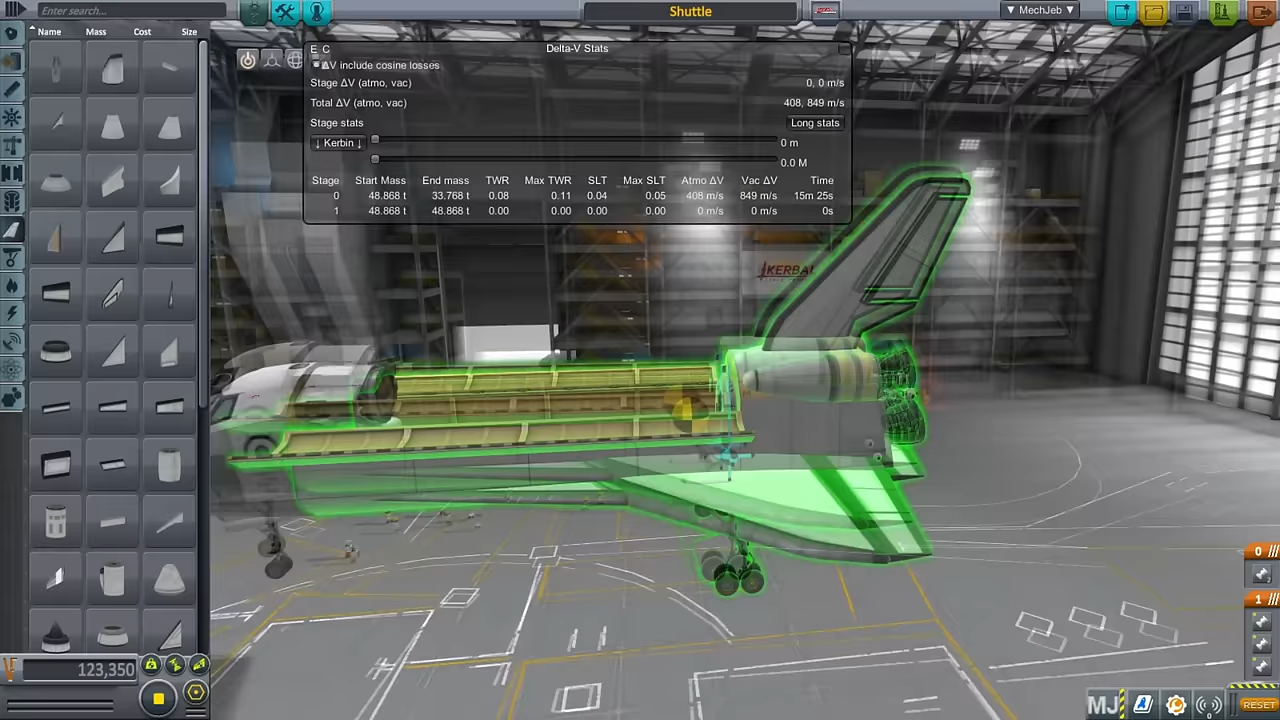 Shuttle
▼ MechJeb ▼
Enter search...
Name Mass Cost Size
E C Delta-V Stats
ΔV include cosine losses
Stage ΔV (atmo, vac) 0, 0 m/s
Total ΔV (atmo, vac) 408, 849 m/s
Stage stats Long stats
↓ Kerbin ↓ 0 m
0.0 M
Stage Start Mass End mass TWR Max TWR SLT Max SLT Atmo ΔV Vac ΔV Time
0 48.868 t 33.768 t 0.08 0.11 0.04 0.05 408 m/s 849 m/s 15m 25s
1 48.868 t 48.868 t 0.00 0.00 0.00 0.00 0 m/s 0 m/s 0s
KERBAL
0
1
123,350
MJ
A
RESET